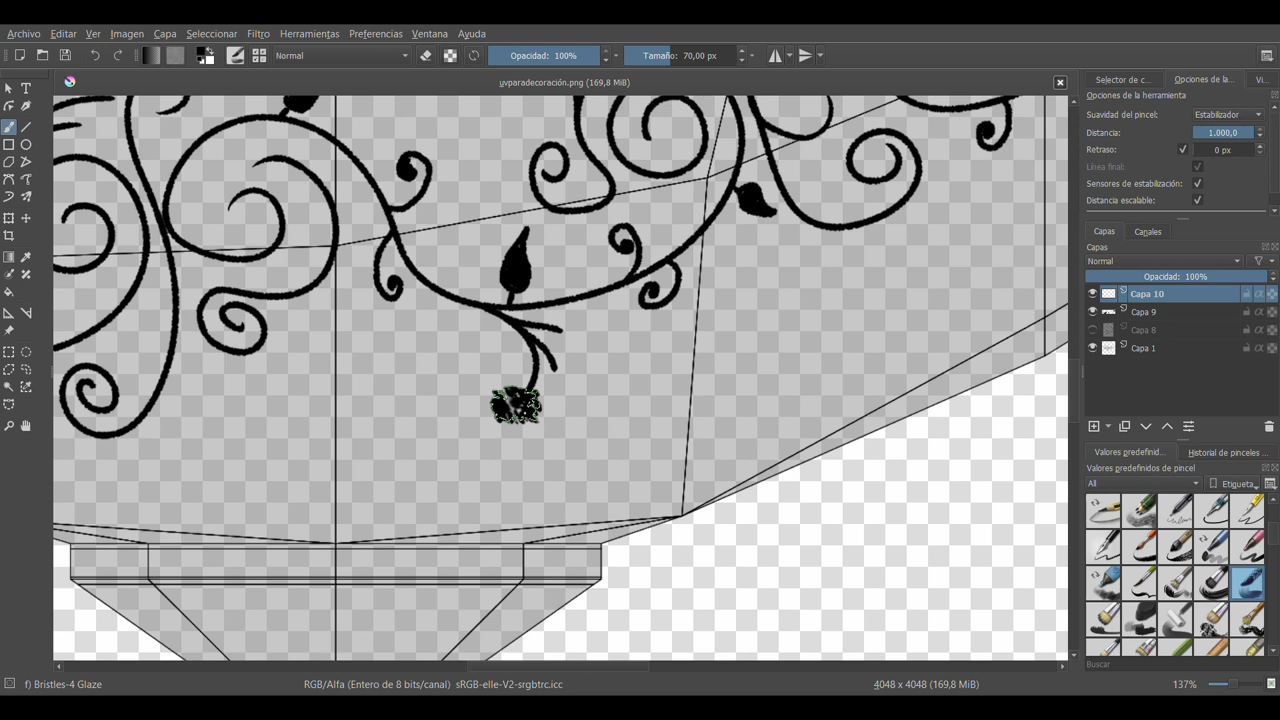 Archivo Editar Ver Imagen Capa Seleccionar Filtro Herramientas Preferencias Ventana Ayuda
Normal Opacidad: 100% Tamaño: 70,00 px
uvparadecoración.png (169,8 MiB)
Selector de c... Opciones de la... Vi...
Opciones de la herramienta
Suavidad del pincel: Estabilizador
Distancia: 1.000,0
Retraso: 0 px
Línea final:
Sensores de estabilización:
Distancia escalable:
Capas Canales
Capas
Normal
Opacidad: 100%
Capa 10
Capa 9
Capa 8
Capa 1
Valores predefinid... Historial de pinceles ...
Valores predefinidos de pincel
All Etiqueta
Buscar
f) Bristles-4 Glaze RGB/Alfa (Entero de 8 bits/canal) sRGB-elle-V2-srgbtrc.icc 4048 x 4048 (169,8 MiB) 137%